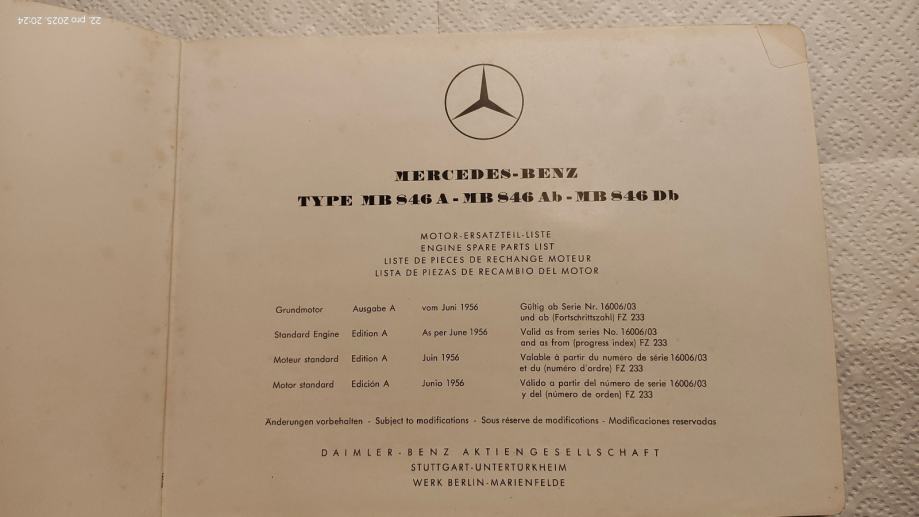 22. pro 2025, 20:24
MERCEDES-BENZ
TYPE MB 846 A - MB 846 Ab - MB 846 Db
MOTOR-ERSATZTEIL-LISTE
ENGINE SPARE PARTS LIST
LISTE DE PIECES DE RECHANGE MOTEUR
LISTA DE PIEZAS DE RECAMBIO DEL MOTOR
Grundmotor Ausgabe A vom Juni 1956 Gültig ab Serie Nr. 16006/03
und ab (Fortschrittszahl) FZ 233
Standard Engine Edition A As per June 1956 Valid as from series No. 16006/03
and as from (progress index) FZ 233
Moteur standard Edition A Juin 1956 Valable à partir du numéro de série 16006/03
et du (numéro d'ordre) FZ 233
Motor standard Edición A Junio 1956 Válido a partir del número de serie 16006/03
y del (número de orden) FZ 233
Änderungen vorbehalten - Subject to modifications - Sous réserve de modifications - Modificaciones reservadas
DAIMLER-BENZ AKTIENGESELLSCHAFT
STUTTGART-UNTERTÜRKHEIM
WERK BERLIN-MARIENFELDE